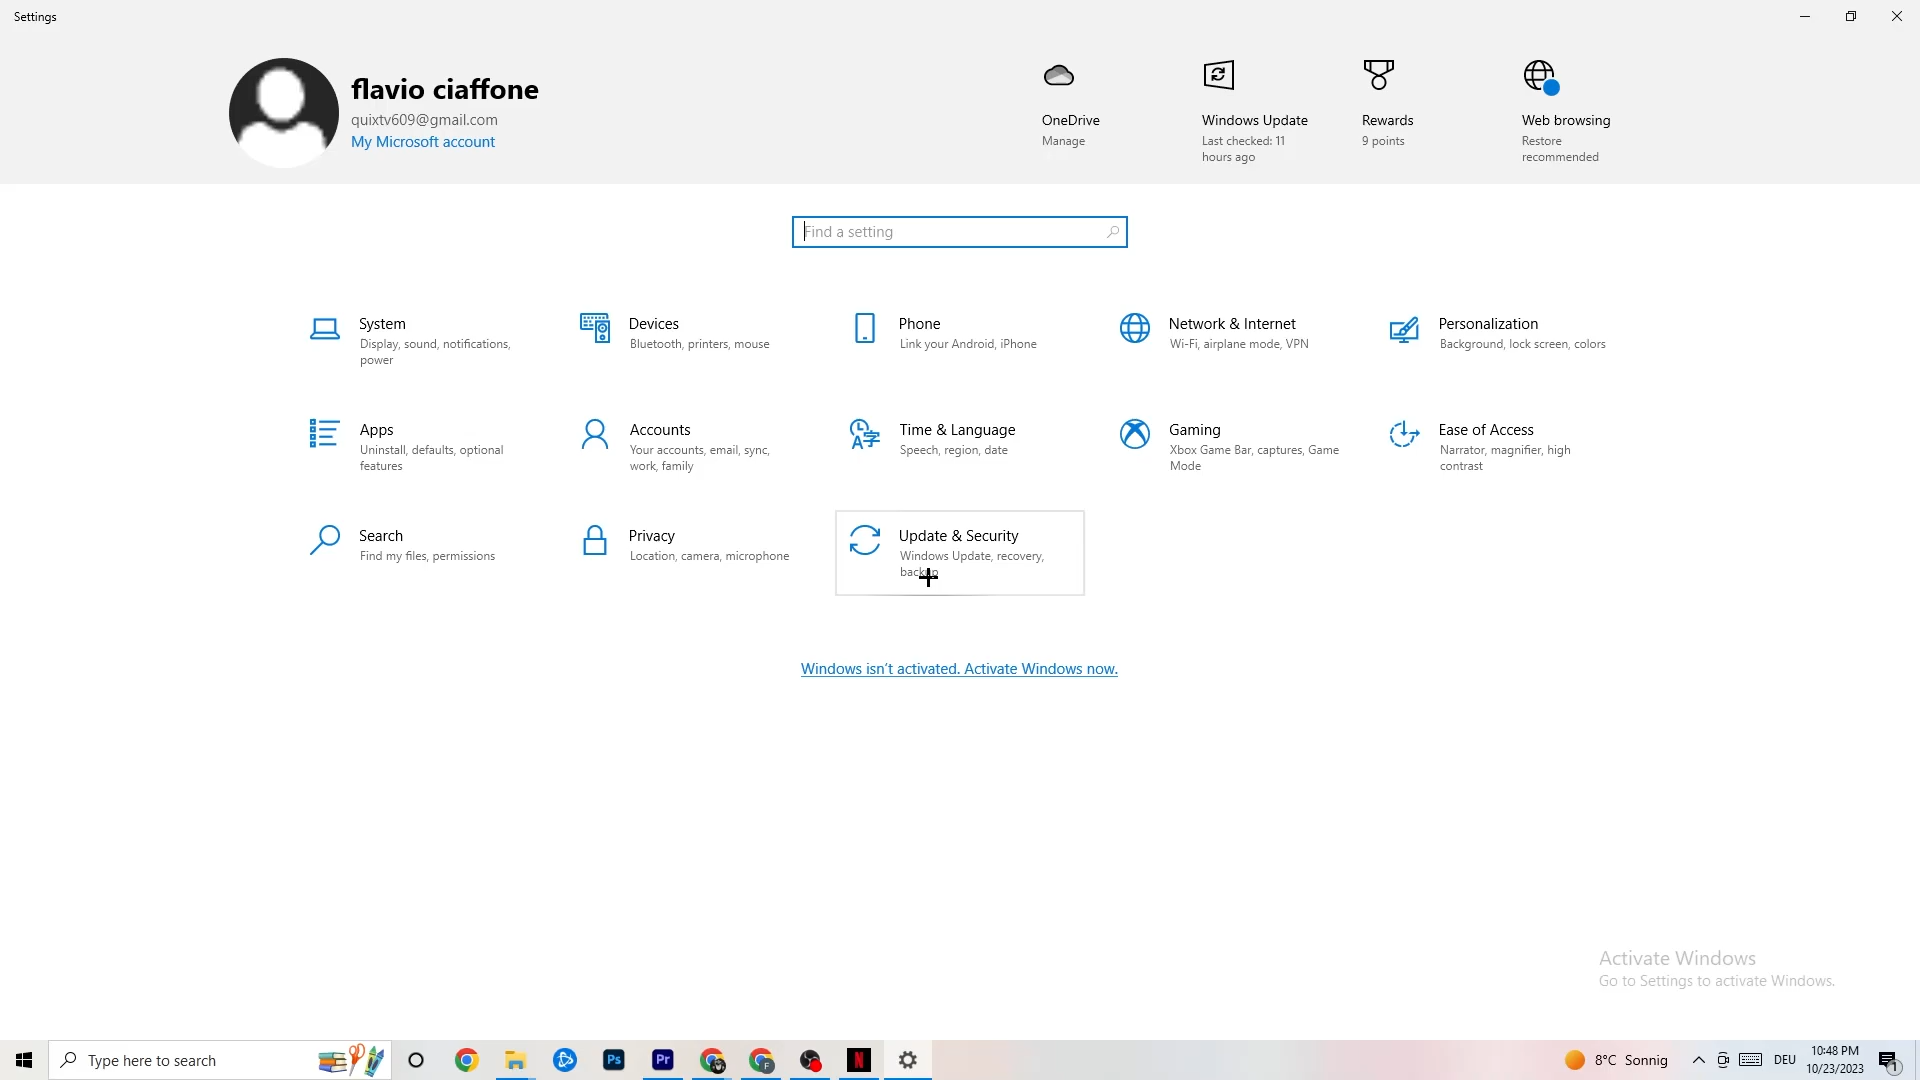 Settings
flavio ciaffone
quixtv609@gmail.com
My Microsoft account
OneDrive
Manage
Windows Update
Last checked: 11
hours ago
Rewards
9 points
Web browsing
Restore
recommended
Find a setting
System
Display, sound, notifications,
power
Devices
Bluetooth, printers, mouse
Phone
Link your Android, iPhone
Network & Internet
Wi-Fi, airplane mode, VPN
Personalization
Background, lock screen, colors
Apps
Uninstall, defaults, optional
features
Accounts
Your accounts, email, sync,
work, family
Time & Language
Speech, region, date
Gaming
Xbox Game Bar, captures, Game
Mode
Ease of Access
Narrator, magnifier, high
contrast
Search
Find my files, permissions
Privacy
Location, camera, microphone
Update & Security
Windows Update, recovery,
backup
Windows isn't activated. Activate Windows now.
Activate Windows
Go to Settings to activate Windows.
Type here to search
Ps
Pr
F
N
8°C Sonnig
DEU
10:48 PM
10/23/2023
1